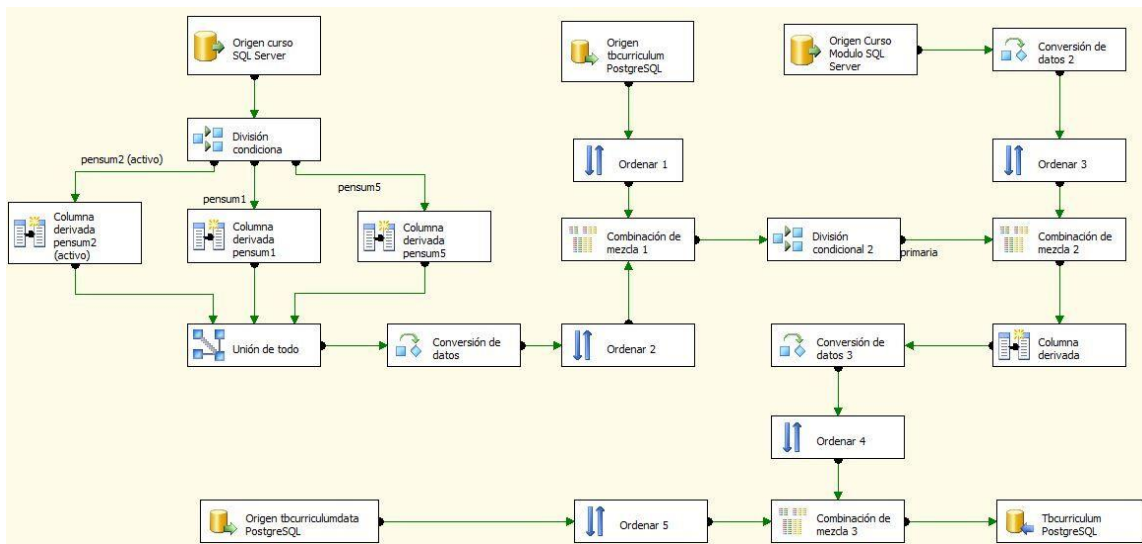 Origen curso
SQL Server
Origen
tbcurriculum
PostgreSQL
Origen Curso
Modulo SQL
Server
Conversión de
datos 2
División
condiciona
Ordenar 1
Ordenar 3
pensum2 (activo)
pensum1
pensum5
Columna
derivada
pensum2
(activo)
Columna
derivada
pensum1
Columna
derivada
pensum5
Combinación de
mezcla 1
División
condicional 2
primaria
Combinación de
mezcla 2
Unión de todo
Conversión de
datos
Ordenar 2
Conversión de
datos 3
Columna
derivada
Ordenar 4
Origen tbcurriculumdata
PostgreSQL
Ordenar 5
Combinación de
mezcla 3
Tbcurriculum
PostgreSQL